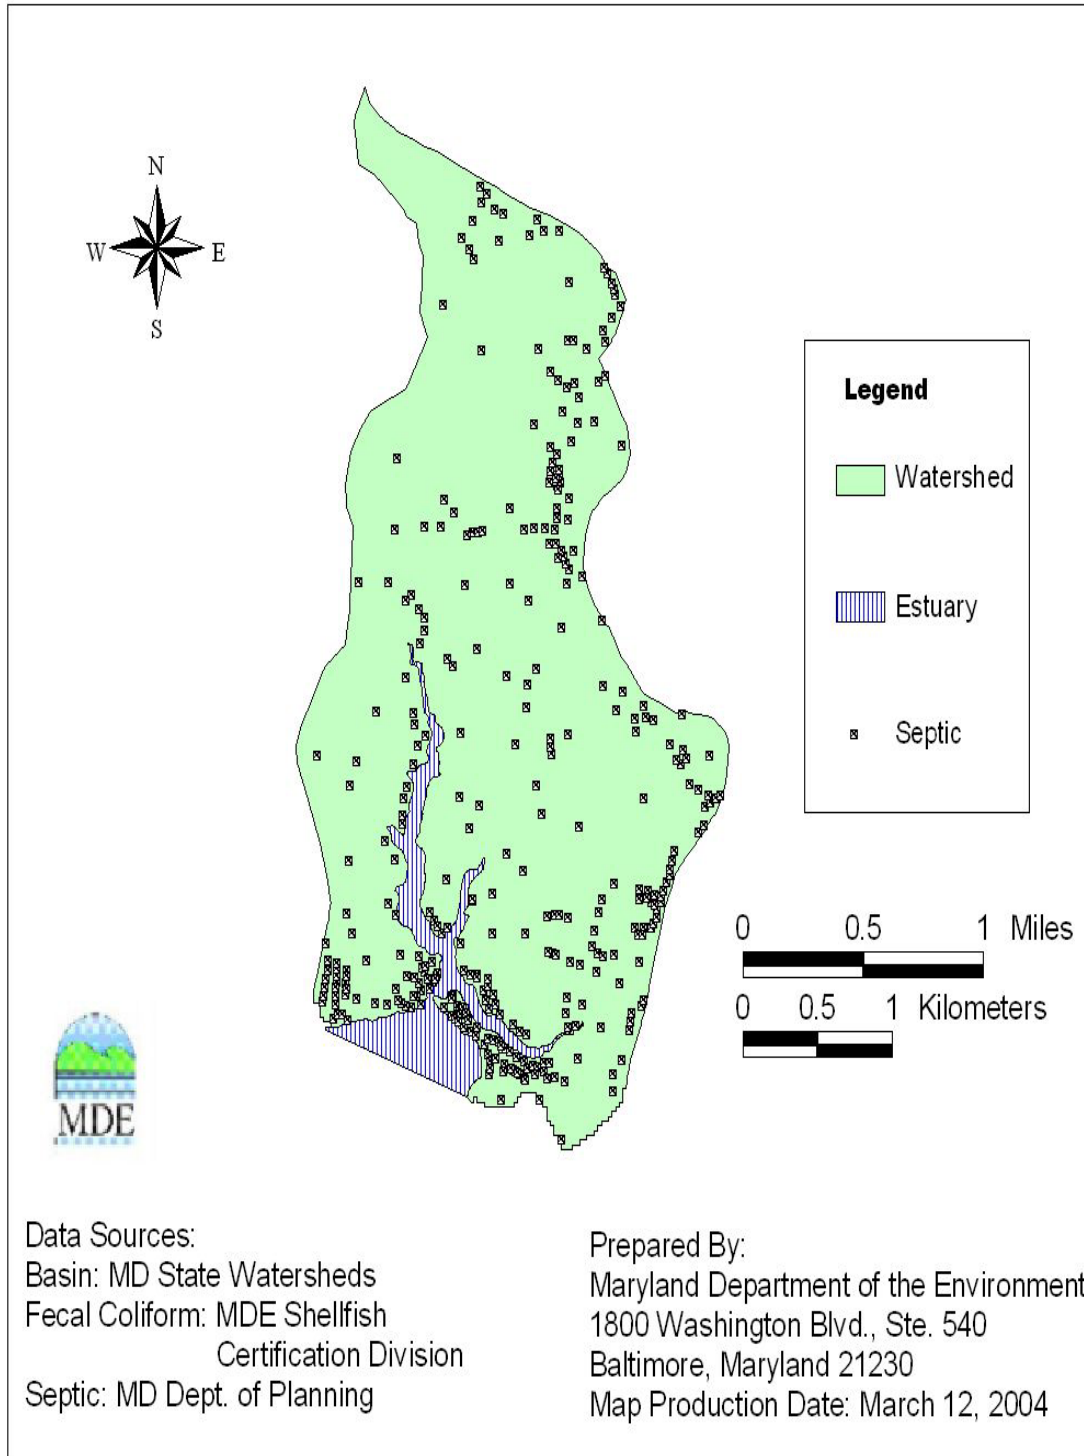 N
W E
S
Legend
Watershed
Estuary
Septic
0 0.5 1 Miles
0 0.5 1 Kilometers
MDE
Data Sources:
Basin: MD State Watersheds
Fecal Coliform: MDE Shellfish
Certification Division
Septic: MD Dept. of Planning
Prepared By:
Maryland Department of the Environment
1800 Washington Blvd., Ste. 540
Baltimore, Maryland 21230
Map Production Date: March 12, 2004